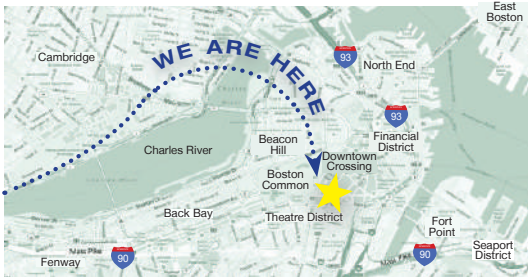 East
Boston
Cambridge
WE ARE HERE
93
North End
93
Financial
District
Beacon
Hill
Charles River
Downtown
Crossing
Boston
Common
Back Bay
Theatre District
Fort
Point
Seaport
District
Fenway
90
90